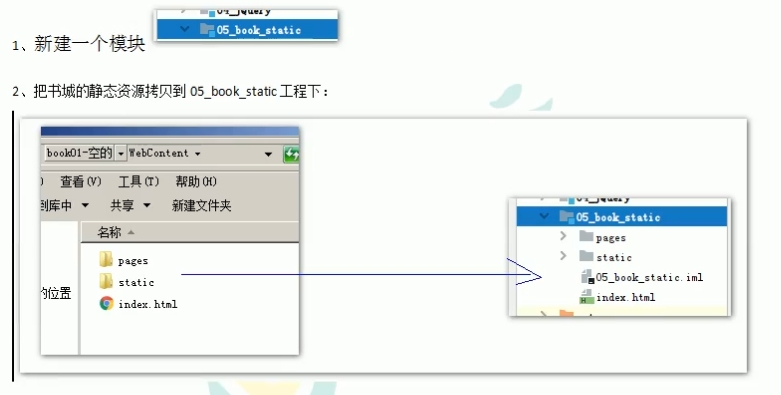 04_jQuery
05_book_static
1、新建一个模块
2、把书城的静态资源拷贝到 05_book_static 工程下：
book01-空的 WebContent
查看(V) 工具(T) 帮助(H)
到库中 共享 新建文件夹
名称
pages
static
index.html
的位置
04_jQuery
05_book_static
pages
static
05_book_static.iml
index.html